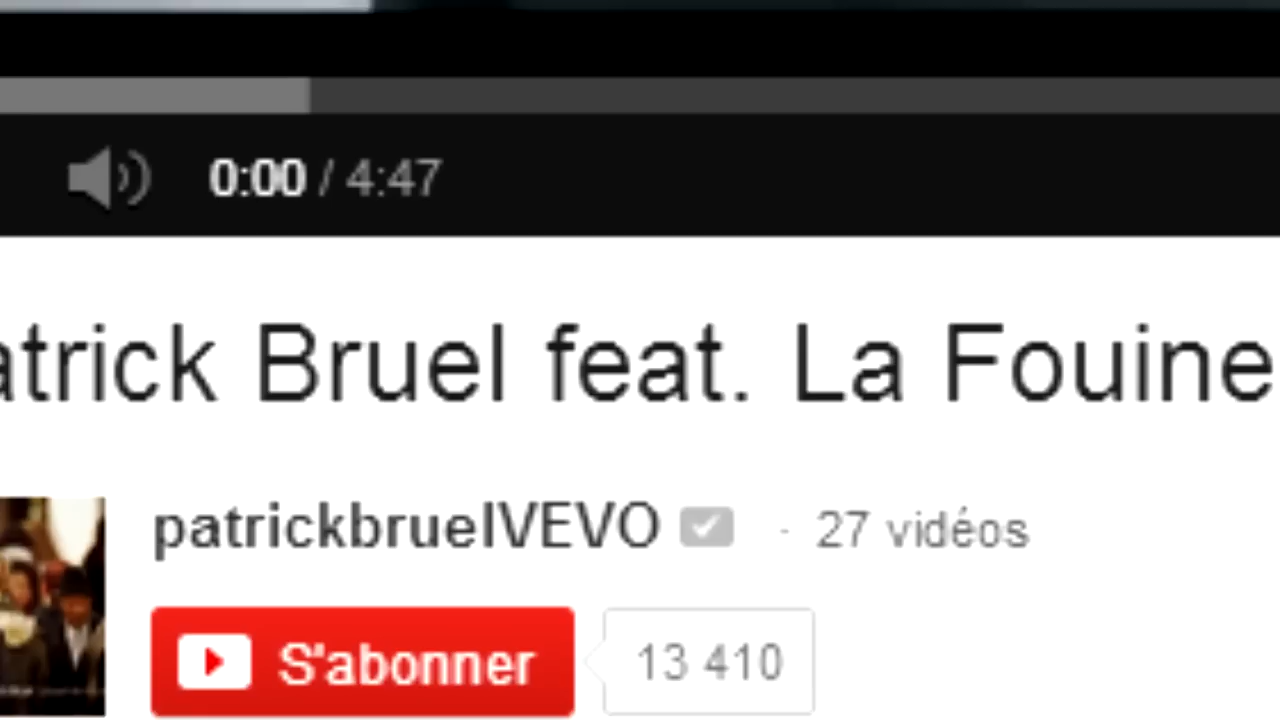 0:00 / 4:47
atrick Bruel feat. La Fouine
patrickbruelVEVO · 27 vidéos
S'abonner 13 410